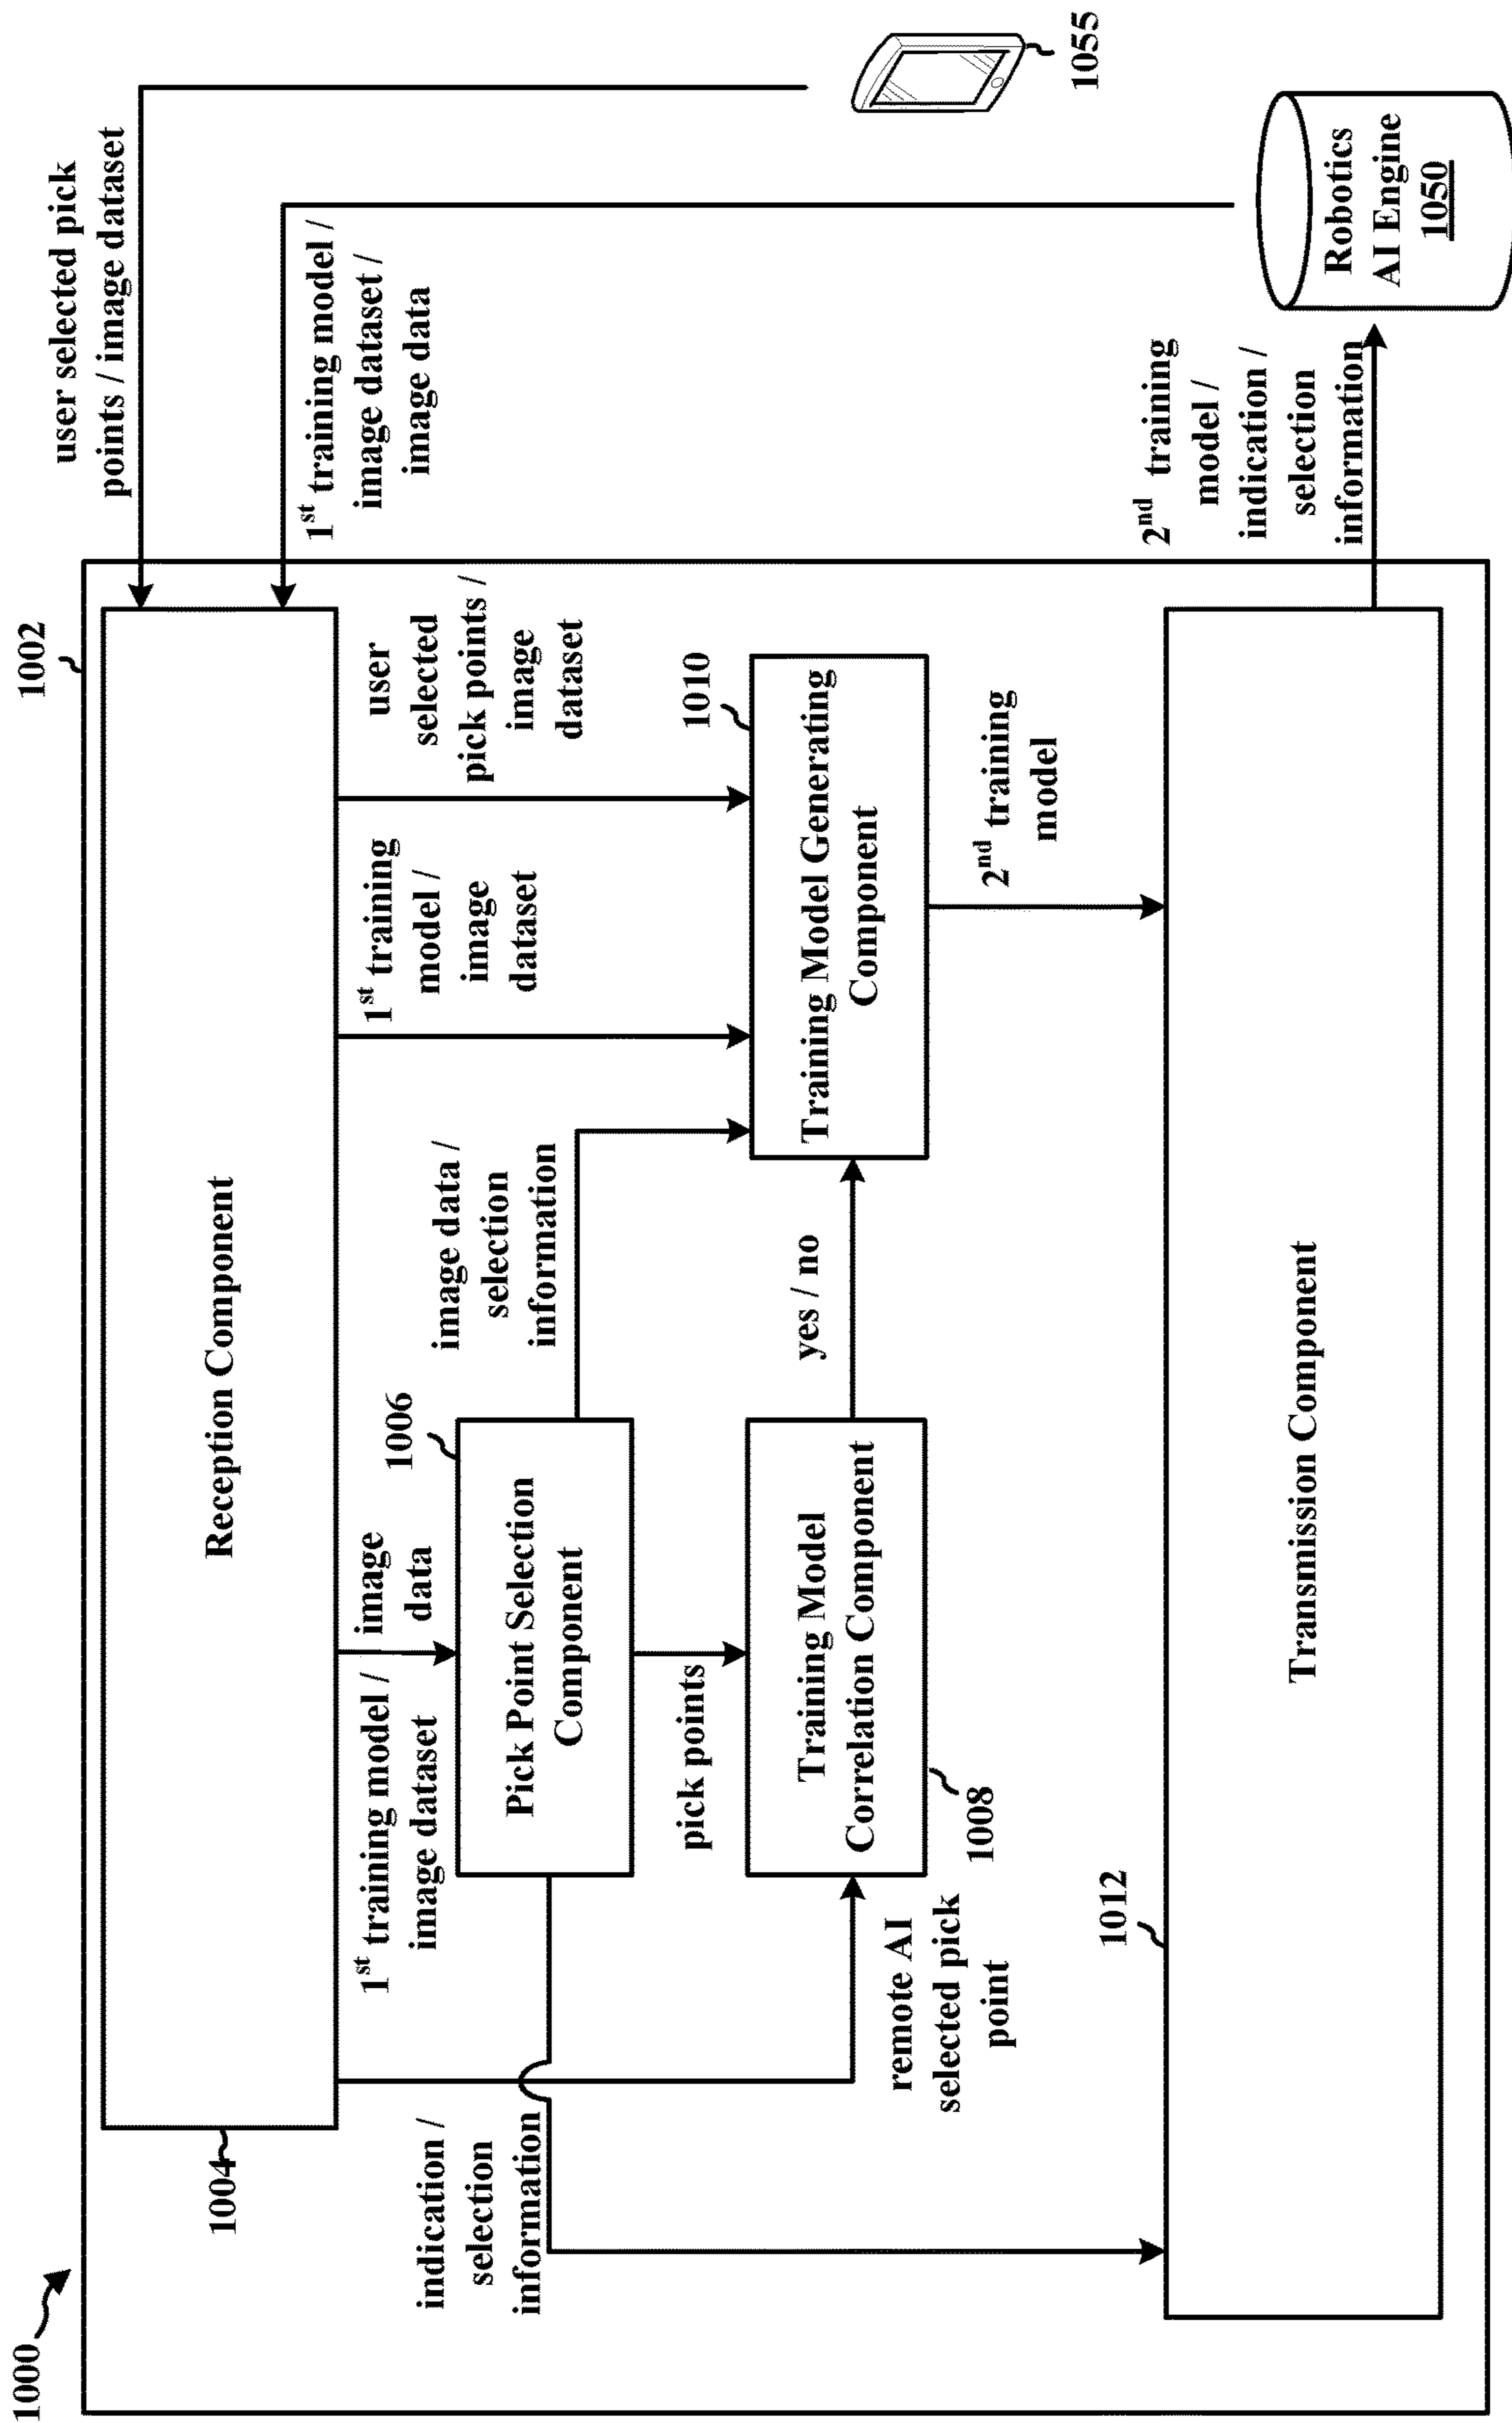 1000
1002
user selected pick
points / image dataset
1st training model /
image dataset /
image data
1055
Robotics
AI Engine
1050
1004
Reception Component
1st training model /
image dataset
image
data
1st training
model /
image
dataset
user
selected
pick points /
image
dataset
indication /
selection
information
1006
Pick Point Selection
Component
image data /
selection
information
pick points
remote AI
selected pick
point
1008
Training Model
Correlation Component
yes / no
1010
Training Model Generating
Component
2nd training
model
1012
Transmission Component
2nd training
model /
indication /
selection
information